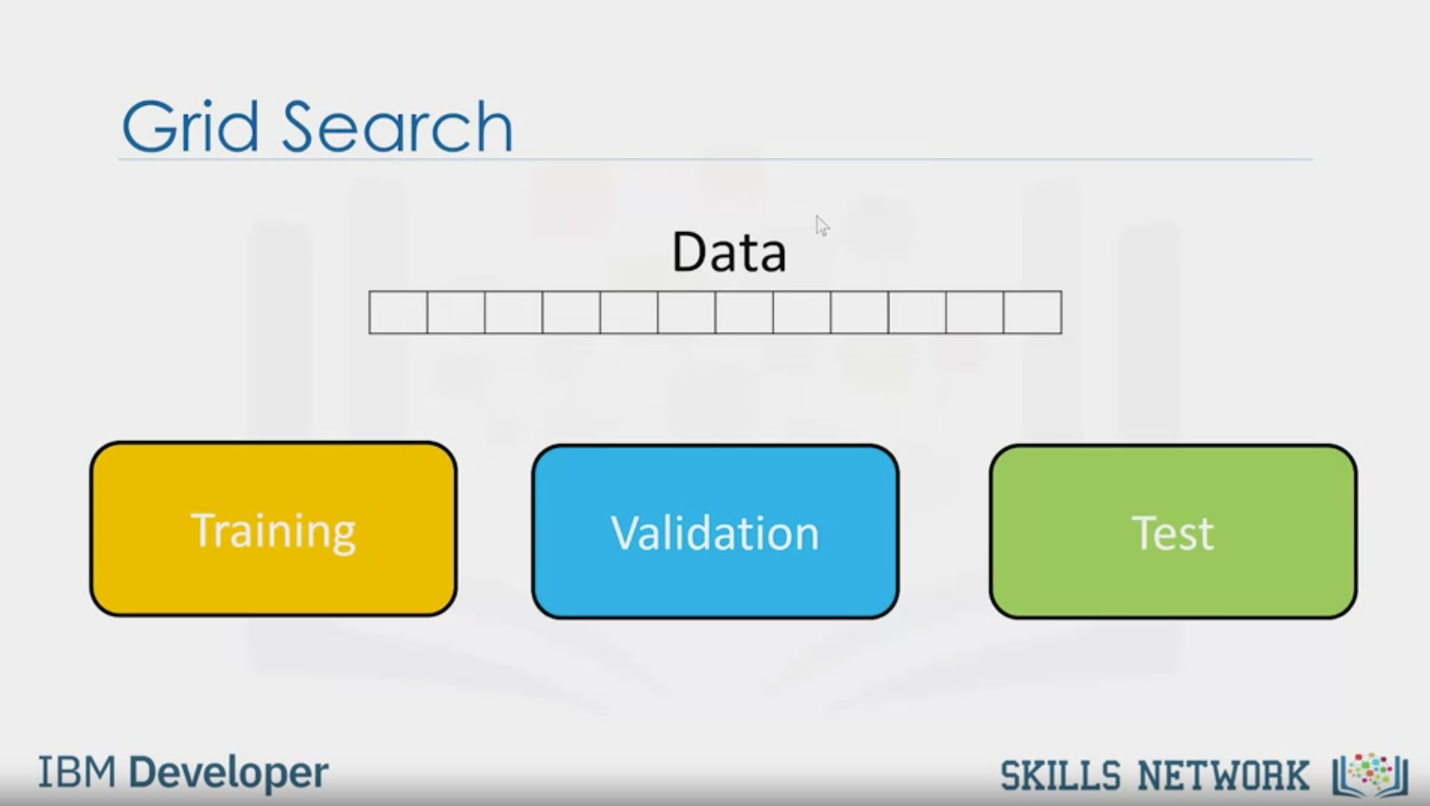 Grid Search
Data
Training
Validation
Test
IBM Developer
SKILLS NETWORK